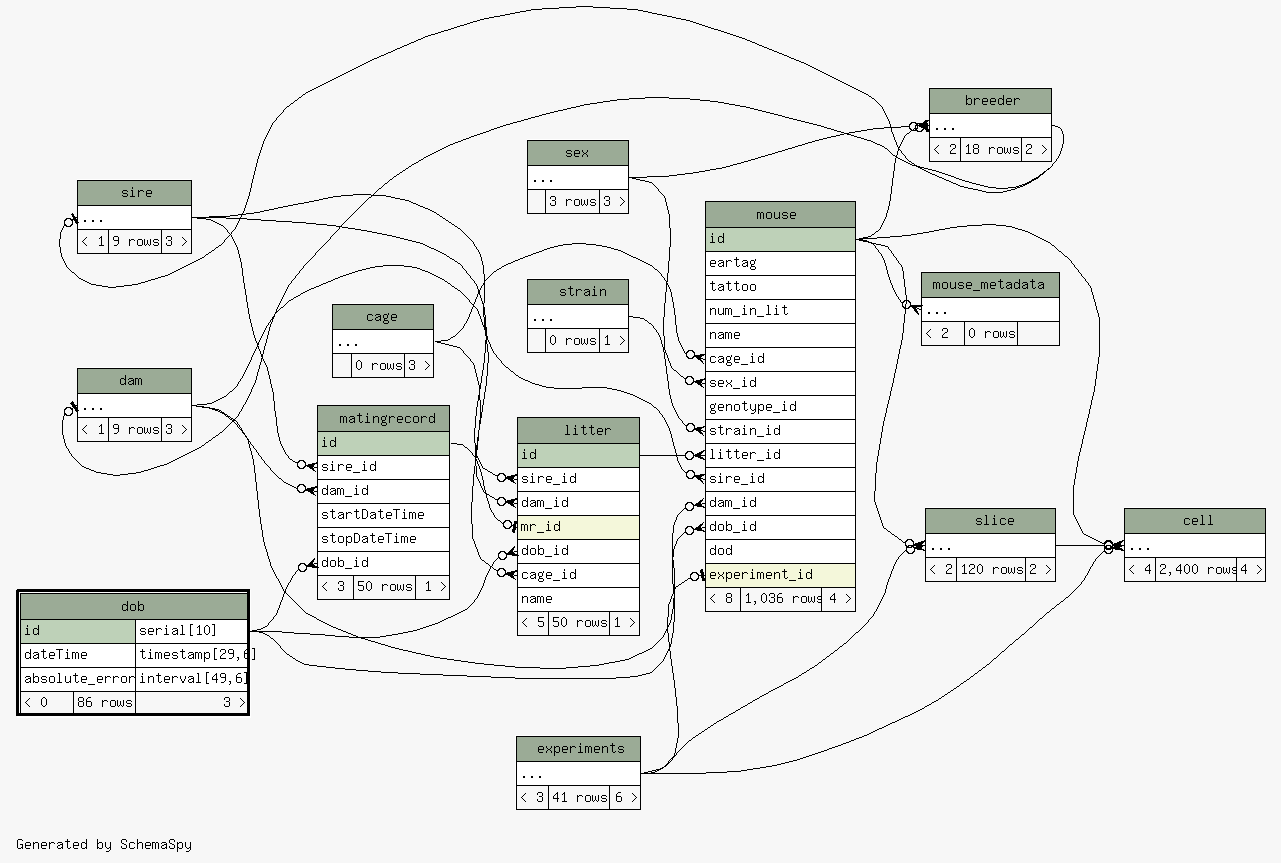 breeder
...
< 2 18 rows 2 >
sex
...
3 rows 3 >
sire
...
< 1 9 rows 3 >
mouse
id
eartag
tattoo
num_in_lit
name
cage_id
sex_id
genotype_id
strain_id
litter_id
sire_id
dam_id
dob_id
dod
experiment_id
< 8 1,036 rows 4 >
mouse_metadata
...
< 2 0 rows
strain
...
0 rows 1 >
cage
...
0 rows 3 >
dam
...
< 1 9 rows 3 >
matingrecord
id
sire_id
dam_id
startDateTime
stopDateTime
dob_id
< 3 50 rows 1 >
litter
id
sire_id
dam_id
mr_id
dob_id
cage_id
name
< 5 50 rows 1 >
slice
...
< 2 120 rows 2 >
cell
...
< 4 2,400 rows 4 >
dob
id serial[10]
dateTime timestamp[29,6]
absolute_error interval[49,6]
< 0 86 rows 3 >
experiments
...
< 3 41 rows 6 >
Generated by SchemaSpy